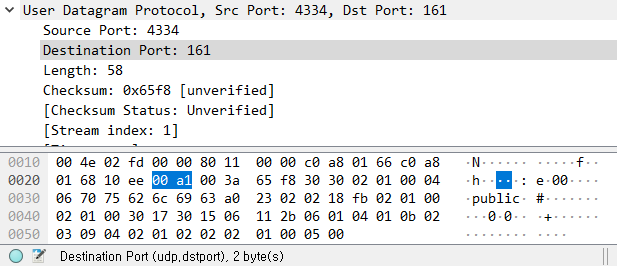 User Datagram Protocol, Src Port: 4334, Dst Port: 161
Source Port: 4334
Destination Port: 161
Length: 58
Checksum: 0x65f8 [unverified]
[Checksum Status: Unverified]
[Stream index: 1]
0010 00 4e 02 fd 00 00 80 11 00 00 c0 a8 01 66 c0 a8 ·N······ ·····f··
0020 01 68 10 ee 00 a1 00 3a 65 f8 30 30 02 01 00 04 ·h·····: e·00····
0030 06 70 75 62 6c 69 63 a0 23 02 02 18 fb 02 01 00 ·public· #·······
0040 02 01 00 30 17 30 15 06 11 2b 06 01 04 01 0b 02 ···0·0·· ·+······
0050 03 09 04 02 01 02 02 02 01 00 05 00 ········ ····
Destination Port (udp.dstport), 2 byte(s)